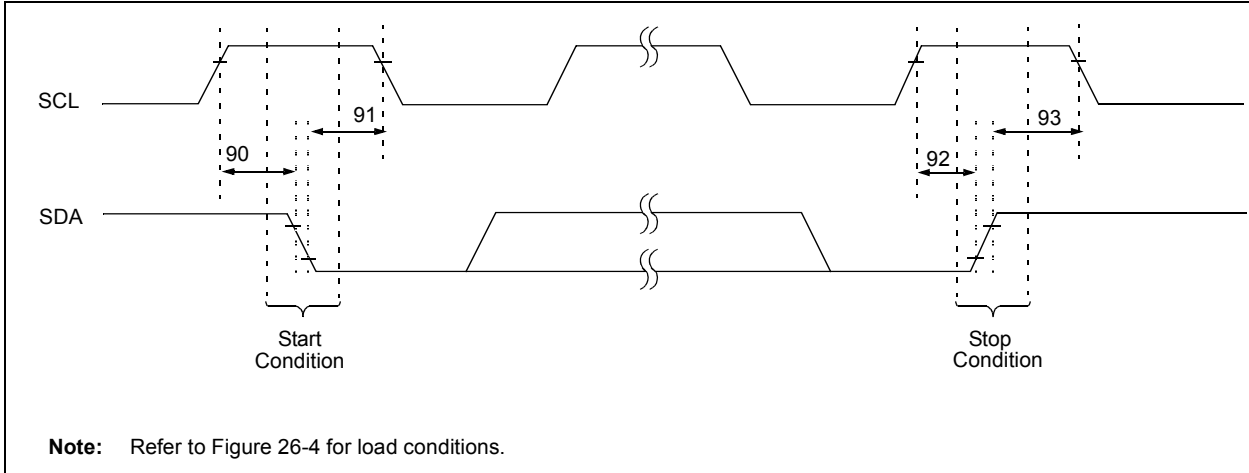 SCL
91
93
90
92
SDA
Start
Condition
Stop
Condition
Note: Refer to Figure 26-4 for load conditions.